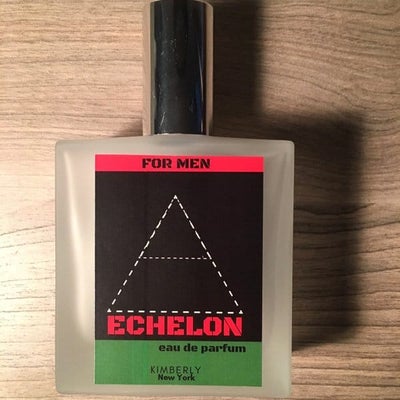 FOR MEN
ECHELON
eau de parfum
KIMBERLY
New York